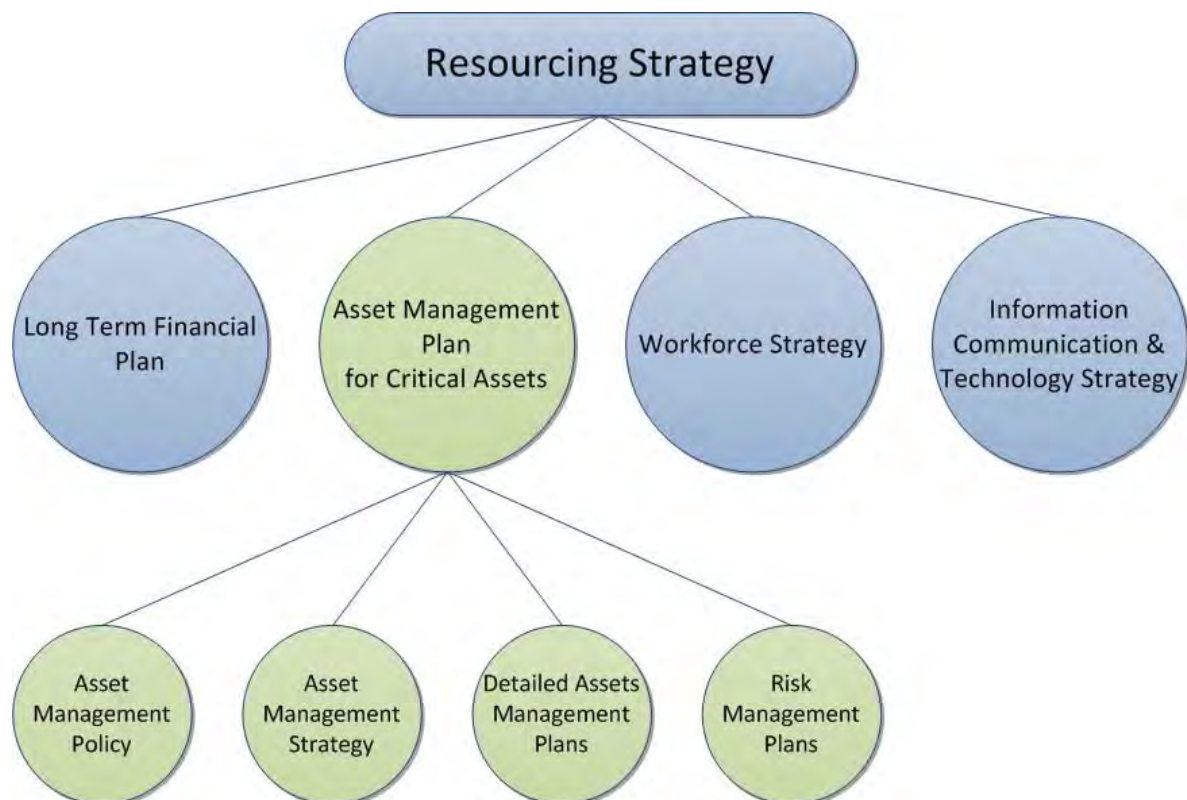 Resourcing Strategy
Long Term Financial
Plan
Asset Management
Plan
for Critical Assets
Workforce Strategy
Information
Communication &
Technology Strategy
Asset
Management
Policy
Asset
Management
Strategy
Detailed Assets
Management
Plans
Risk
Management
Plans